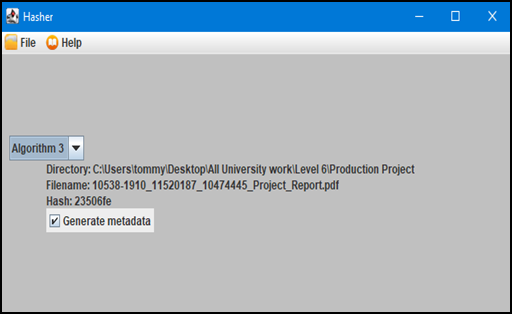 Hasher
File Help
Algorithm 3
Directory: C:\Users\tommy\Desktop\All University work\Level 6\Production Project
Filename: 10538-1910_11520187_10474445_Project_Report.pdf
Hash: 23506fe
Generate metadata